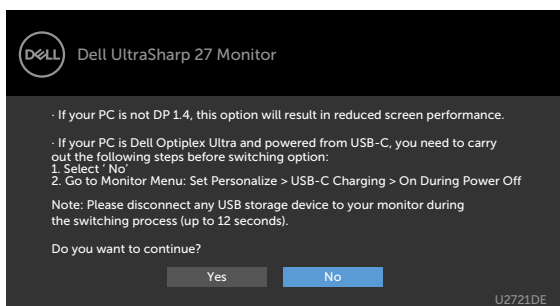 DELL
Dell UltraSharp 27 Monitor
· If your PC is not DP 1.4, this option will result in reduced screen performance.
· If your PC is Dell Optiplex Ultra and powered from USB-C, you need to carry
out the following steps before switching option:
1. Select ‘ No’
2. Go to Monitor Menu: Set Personalize > USB-C Charging > On During Power Off
Note: Please disconnect any USB storage device to your monitor during
the switching process (up to 12 seconds).
Do you want to continue?
Yes No
U2721DE